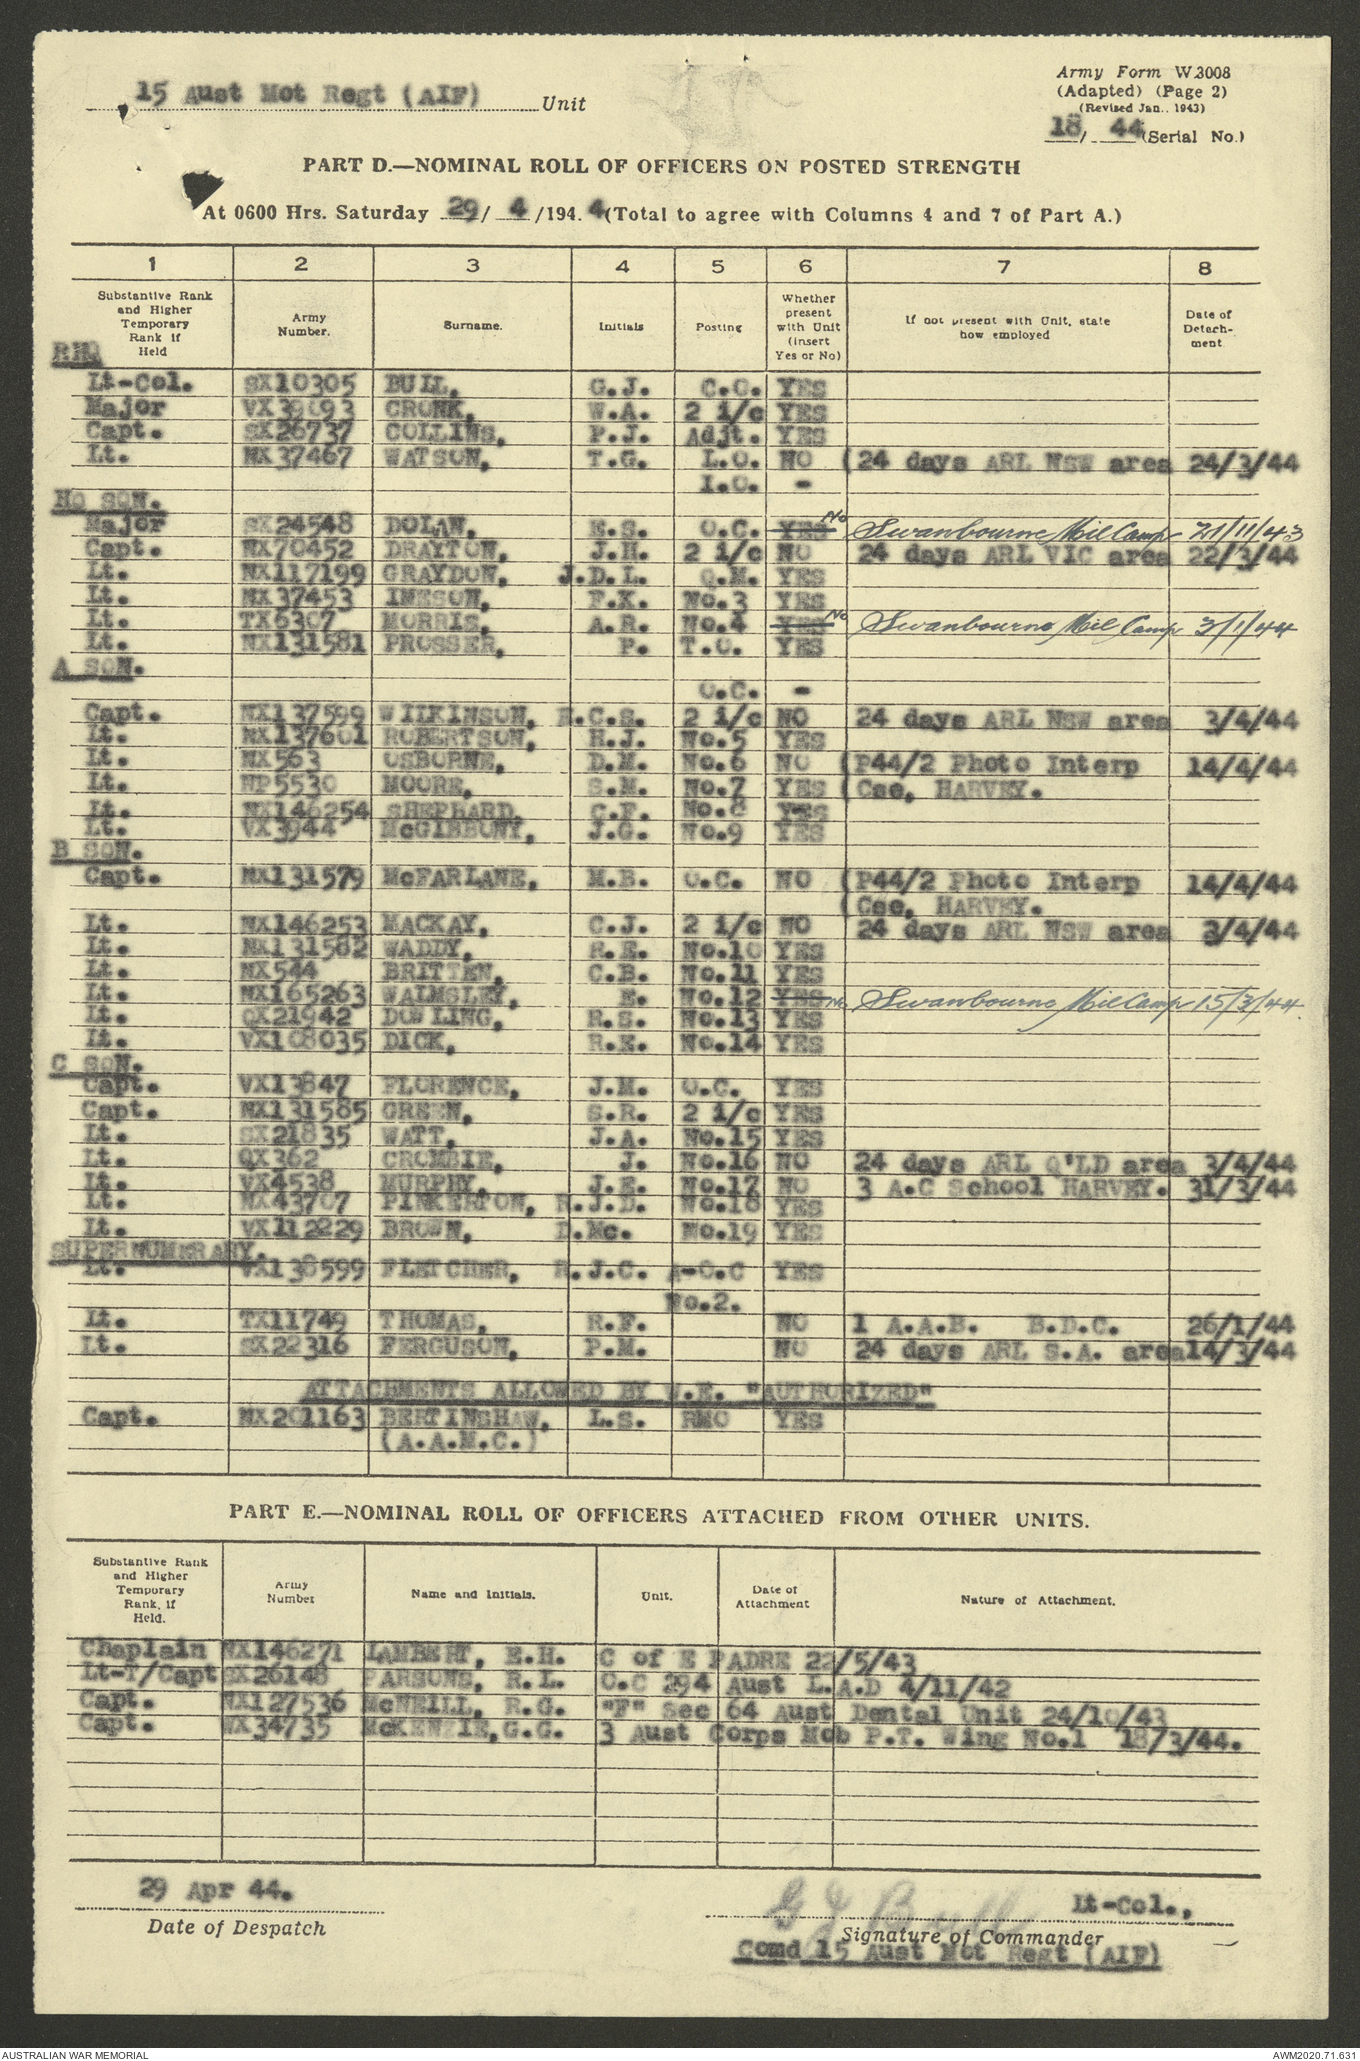 15 Aust Mot Regt (AIF) Unit
Army Form W.3008
(Adapted) (Page 2)
(Revised Jan., 1943)
18/ 44 (Serial No.)
PART D.—NOMINAL ROLL OF OFFICERS ON POSTED STRENGTH
At 0600 Hrs. Saturday 29/ 4 /194.4 (Total to agree with Columns 4 and 7 of Part A.)
1 2 3 4 5 6 7 8
Substantive Rank and Higher Temporary Rank if Held Army Number. Surname. Initials Posting Whether present with Unit (insert Yes or No) If not present with Unit, state how employed Date of Detach-ment
RHQ
Lt-Col. SX10305 BULL, G.J. C.O. YES
Major VX39093 CRONK, W.A. 2 i/c YES
Capt. SX26737 COLLINS, P.J. Adjt. YES
Lt. NX37467 WATSON, T.G. L.O. NO (24 days ARL NSW area 24/3/44
I.O. -
HQ SQN.
Major SX24548 DOLAN, E.S. O.C. YES No Swanbourne Mil Camp 21/11/43
Capt. NX70452 DRAYTON, J.H. 2 i/c NO 24 days ARL VIC area 22/3/44
Lt. NX117199 GRAYDON, J.D.L. Q.M. YES
Lt. NX37453 IMESON, F.X. No.3 YES
Lt. TX6307 MORRIS, A.R. No.4 YES No Swanbourne Mil Camp 3/1/44
Lt. NX131581 PROSSER, P. T.O. YES
A SQN.
O.C. -
Capt. NX137599 WILKINSON, R.C.S. 2 i/c NO 24 days ARL NSW area 3/4/44
Lt. NX137601 ROBERTSON, H.J. No.5 YES
Lt. NX563 OSBORNE, D.M. No.6 NO (P44/2 Photo Interp 14/4/44
Lt. NP5530 MOORE, S.M. No.7 YES (Cse, HARVEY.
Lt. NX146254 SHEPHARD, C.F. No.8 YES
Lt. VX3944 McGIBBONY, J.G. No.9 YES
B SQN.
Capt. NX131579 McFARLANE, M.B. O.C. NO (P44/2 Photo Interp 14/4/44
(Cse, HARVEY.
Lt. NX146253 MACKAY, C.J. 2 i/c NO 24 days ARL NSW area 3/4/44
Lt. NX131582 WADDY, R.E. No.10 YES
Lt. NX544 BRITTEN, C.B. No.11 YES
Lt. NX165263 WALMSLEY, E. No.12 YES No Swanbourne Mil Camp 15/3/44.
Lt. QX21942 DOWLING, R.S. No.13 YES
Lt. VX108035 DICK, R.E. No.14 YES
C SQN.
Capt. VX13847 FLORENCE, J.M. O.C. YES
Capt. NX131585 GREEN, S.R. 2 i/c YES
Lt. SX21835 WATT, J.A. No.15 YES
Lt. QX362 CROMBIE, J. No.16 NO 24 days ARL Q'LD area 3/4/44
Lt. VX4538 MURPHY, J.E. No.17 NO 3 A.C School HARVEY. 31/3/44
Lt. NX43707 PINKERTON, R.J.D. No.18 YES
Lt. VX112229 BROWN, D.Mc. No.19 YES
SUPERNUMERARY.
Lt. VX138599 FLETCHER, R.J.C. A-O.C YES
No.2.
Lt. TX11749 THOMAS, R.F. NO 1 A.A.B. B.D.C. 26/1/44
Lt. SX22316 FERGUSON, P.M. NO 24 days ARL S.A. area 14/3/44
ATTACHMENTS ALLOWED BY W.E. "AUTHORIZED"
Capt. NX201163 BERTINSHAW, L.S. RMO YES
(A.A.M.C.)
PART E.—NOMINAL ROLL OF OFFICERS ATTACHED FROM OTHER UNITS.
Substantive Rank and Higher Temporary Rank, if Held. Army Number Name and Initials. Unit. Date of Attachment Nature of Attachment.
Chaplain NX146271 LAMBERT, E.H. C of E PADRE 22/5/43
Lt-T/Capt SX26148 PARSONS, R.L. O.C 294 Aust L.A.D 4/11/42
Capt. NX127536 McNEILL, R.G. "F" Sec 64 Aust Dental Unit 24/10/43
Capt. WX34735 McKENZIE, G.G. 3 Aust Corps Mob P.T. Wing No.1 18/3/44.
29 Apr 44.
Date of Despatch
G J Bull Lt-Col.,
Signature of Commander
Comd 15 Aust Mot Regt (AIF)
AUSTRALIAN WAR MEMORIAL AWM2020.71.631